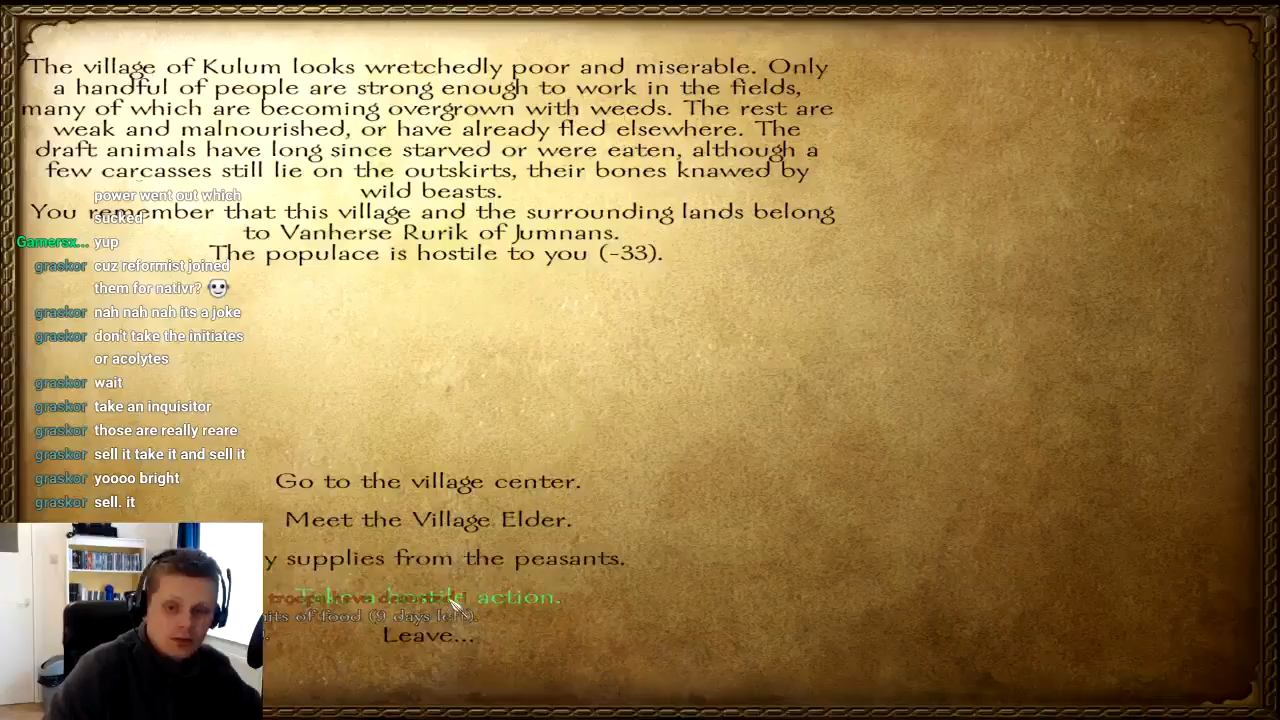 The village of Kulum looks wretchedly poor and miserable. Only
a handful of people are strong enough to work in the fields,
many of which are becoming overgrown with weeds. The rest are
weak and malnourished, or have already fled elsewhere. The
draft animals have long since starved or were eaten, although a
few carcasses still lie on the outskirts, their bones knawed by
wild beasts.
You remember that this village and the surrounding lands belong
to Vanherse Rurik of Jumnans.
The populace is hostile to you (-33).
power went out which
sucked
Gamersx... yup
graskor cuz reformist joined
them for nativr?
graskor nah nah nah its a joke
graskor don't take the initiates
or acolytes
graskor wait
graskor take an inquisitor
graskor those are really reare
graskor sell it take it and sell it
graskor yoooo bright
graskor sell. it
Go to the village center.
Meet the Village Elder.
y supplies from the peasants.
Take a hostile action.
troops have
nits of food (9 days left).
Leave...